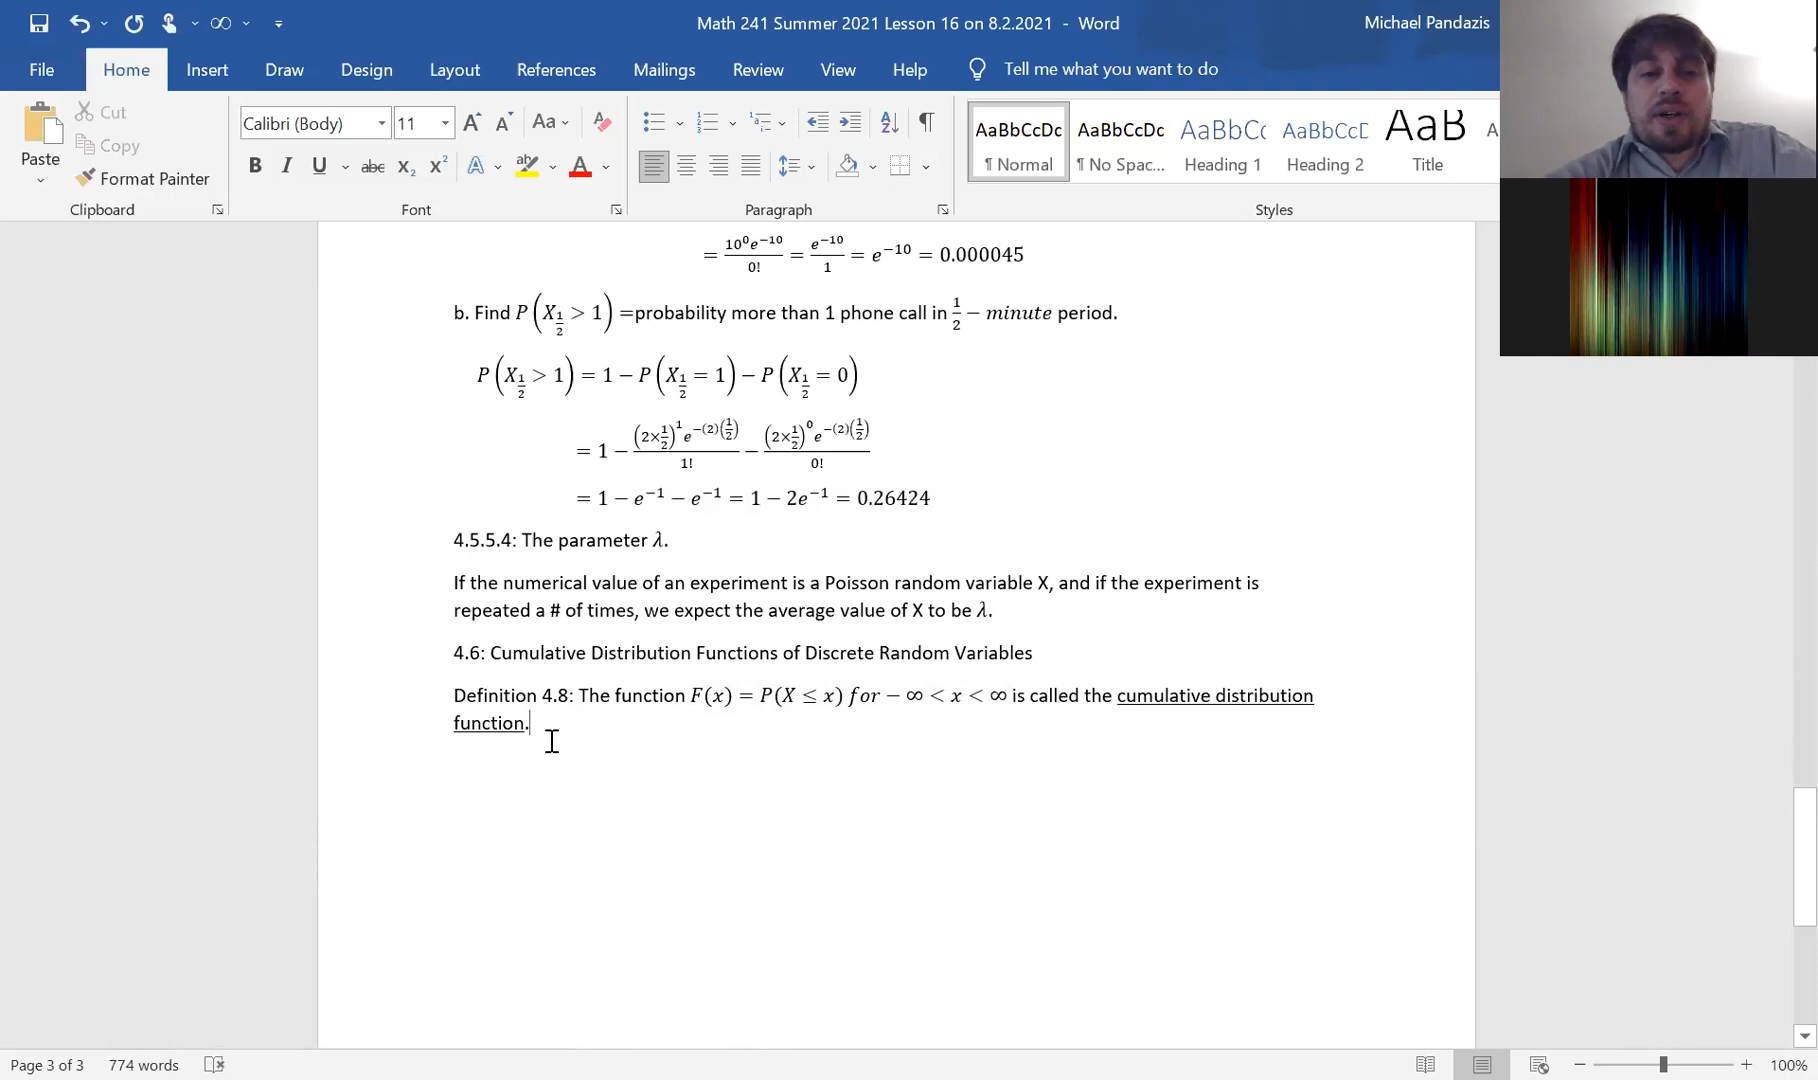 Math 241 Summer 2021 Lesson 16 on 8.2.2021 - Word
Michael Pandazis
File Home Insert Draw Design Layout References Mailings Review View Help Tell me what you want to do
Paste
Cut
Copy
Format Painter
Clipboard
Calibri (Body) 11
Font
Paragraph
AaBbCcDc AaBbCcDc AaBbCc AaBbCcD AaB A
¶ Normal ¶ No Spac... Heading 1 Heading 2 Title
Styles
= 10⁰e⁻¹⁰/0! = e⁻¹⁰/1 = e⁻¹⁰ = 0.000045
b. Find P(X_{1/2} > 1) =probability more than 1 phone call in 1/2 − minute period.
P(X_{1/2} > 1) = 1 − P(X_{1/2} = 1) − P(X_{1/2} = 0)
= 1 − (2×1/2)¹e^{−(2)(1/2)}/1! − (2×1/2)⁰e^{−(2)(1/2)}/0!
= 1 − e⁻¹ − e⁻¹ = 1 − 2e⁻¹ = 0.26424
4.5.5.4: The parameter λ.
If the numerical value of an experiment is a Poisson random variable X, and if the experiment is
repeated a # of times, we expect the average value of X to be λ.
4.6: Cumulative Distribution Functions of Discrete Random Variables
Definition 4.8: The function F(x) = P(X ≤ x) for − ∞ < x < ∞ is called the cumulative distribution
function.
Page 3 of 3 774 words 100%